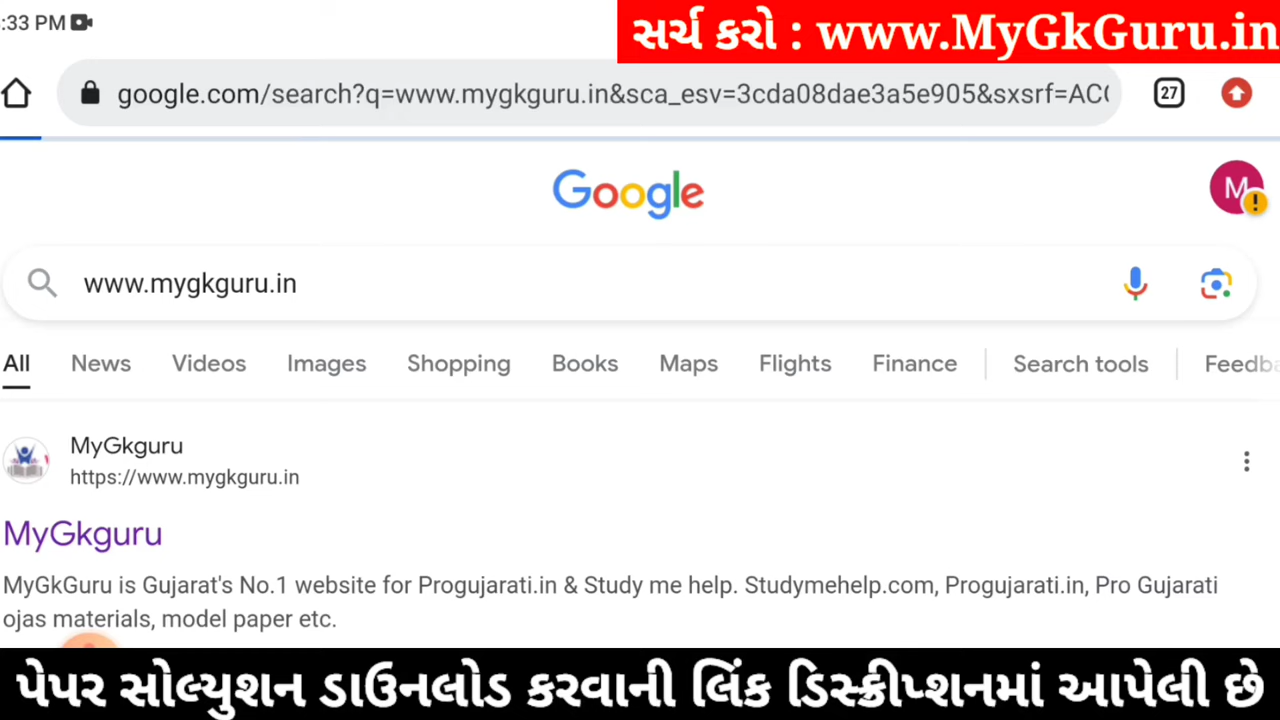 :33 PM
સર્ચ કરો : www.MyGkGuru.in
google.com/search?q=www.mygkguru.in&sca_esv=3cda08dae3a5e905&sxsrf=AC
27
Google
M
www.mygkguru.in
All News Videos Images Shopping Books Maps Flights Finance Search tools Feedba
MyGkguru
https://www.mygkguru.in
MyGkguru
MyGkGuru is Gujarat's No.1 website for Progujarati.in & Study me help. Studymehelp.com, Progujarati.in, Pro Gujarati
ojas materials, model paper etc.
પેપર સોલ્યુશન ડાઉનલોડ કરવાની લિંક ડિસ્ક્રીપ્શનમાં આપેલી છે